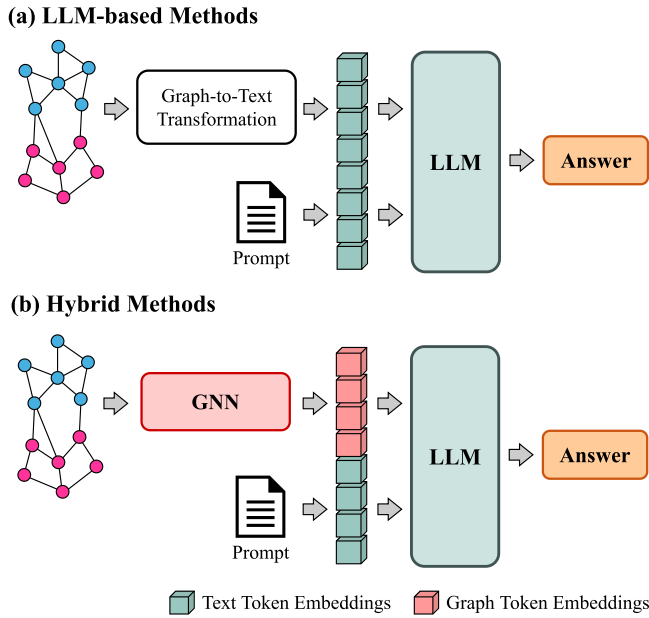 (a) LLM-based Methods
Graph-to-Text
Transformation
LLM
Answer
Prompt
(b) Hybrid Methods
GNN
LLM
Answer
Prompt
Text Token Embeddings
Graph Token Embeddings